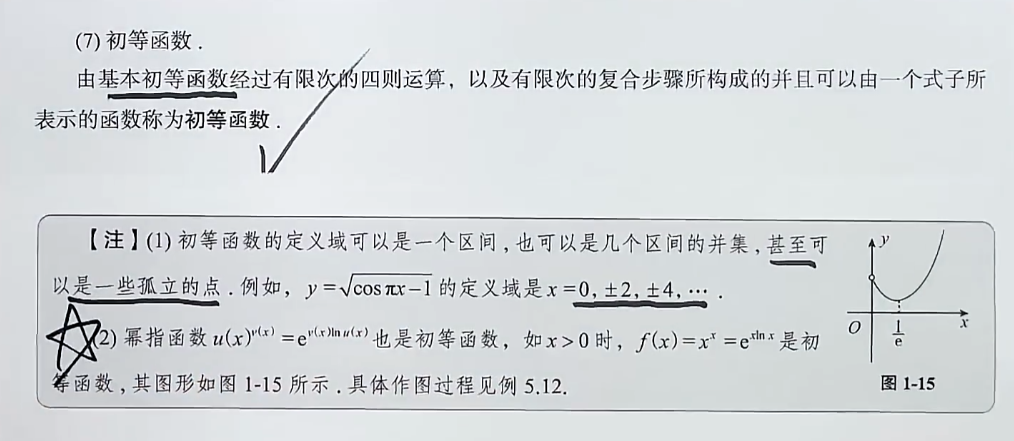 (7) 初等函数.
由基本初等函数经过有限次的四则运算，以及有限次的复合步骤所构成的并且可以由一个式子所
表示的函数称为初等函数.
【注】(1) 初等函数的定义域可以是一个区间,也可以是几个区间的并集,甚至可
以是一些孤立的点.例如，y=√(cos πx−1) 的定义域是 x=0, ±2, ±4, ⋯.
(2) 幂指函数 u(x)^{v(x)}=e^{v(x)ln u(x)} 也是初等函数，如 x>0 时，f(x)=x^x=e^{xln x} 是初
等函数,其图形如图 1-15 所示.具体作图过程见例 5.12.
y
O
1/e
x
图 1-15